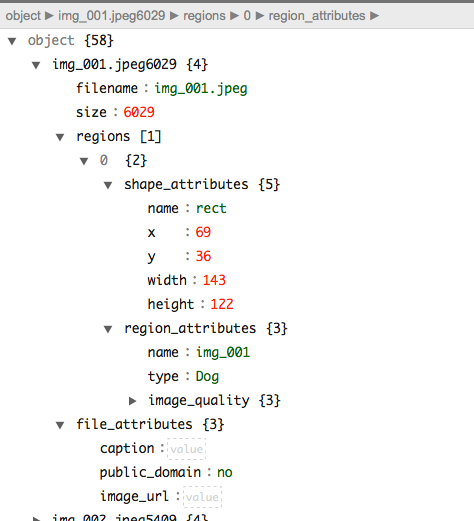 object ▶ img_001.jpeg6029 ▶ regions ▶ 0 ▶ region_attributes ▶
▼ object {58}
▼ img_001.jpeg6029 {4}
filename : img_001.jpeg
size : 6029
▼ regions [1]
▼ 0 {2}
▼ shape_attributes {5}
name : rect
x : 69
y : 36
width : 143
height : 122
▼ region_attributes {3}
name : img_001
type : Dog
▶ image_quality {3}
▼ file_attributes {3}
caption : value
public_domain : no
image_url : value
▶ img_002.jpeg5409 {4}